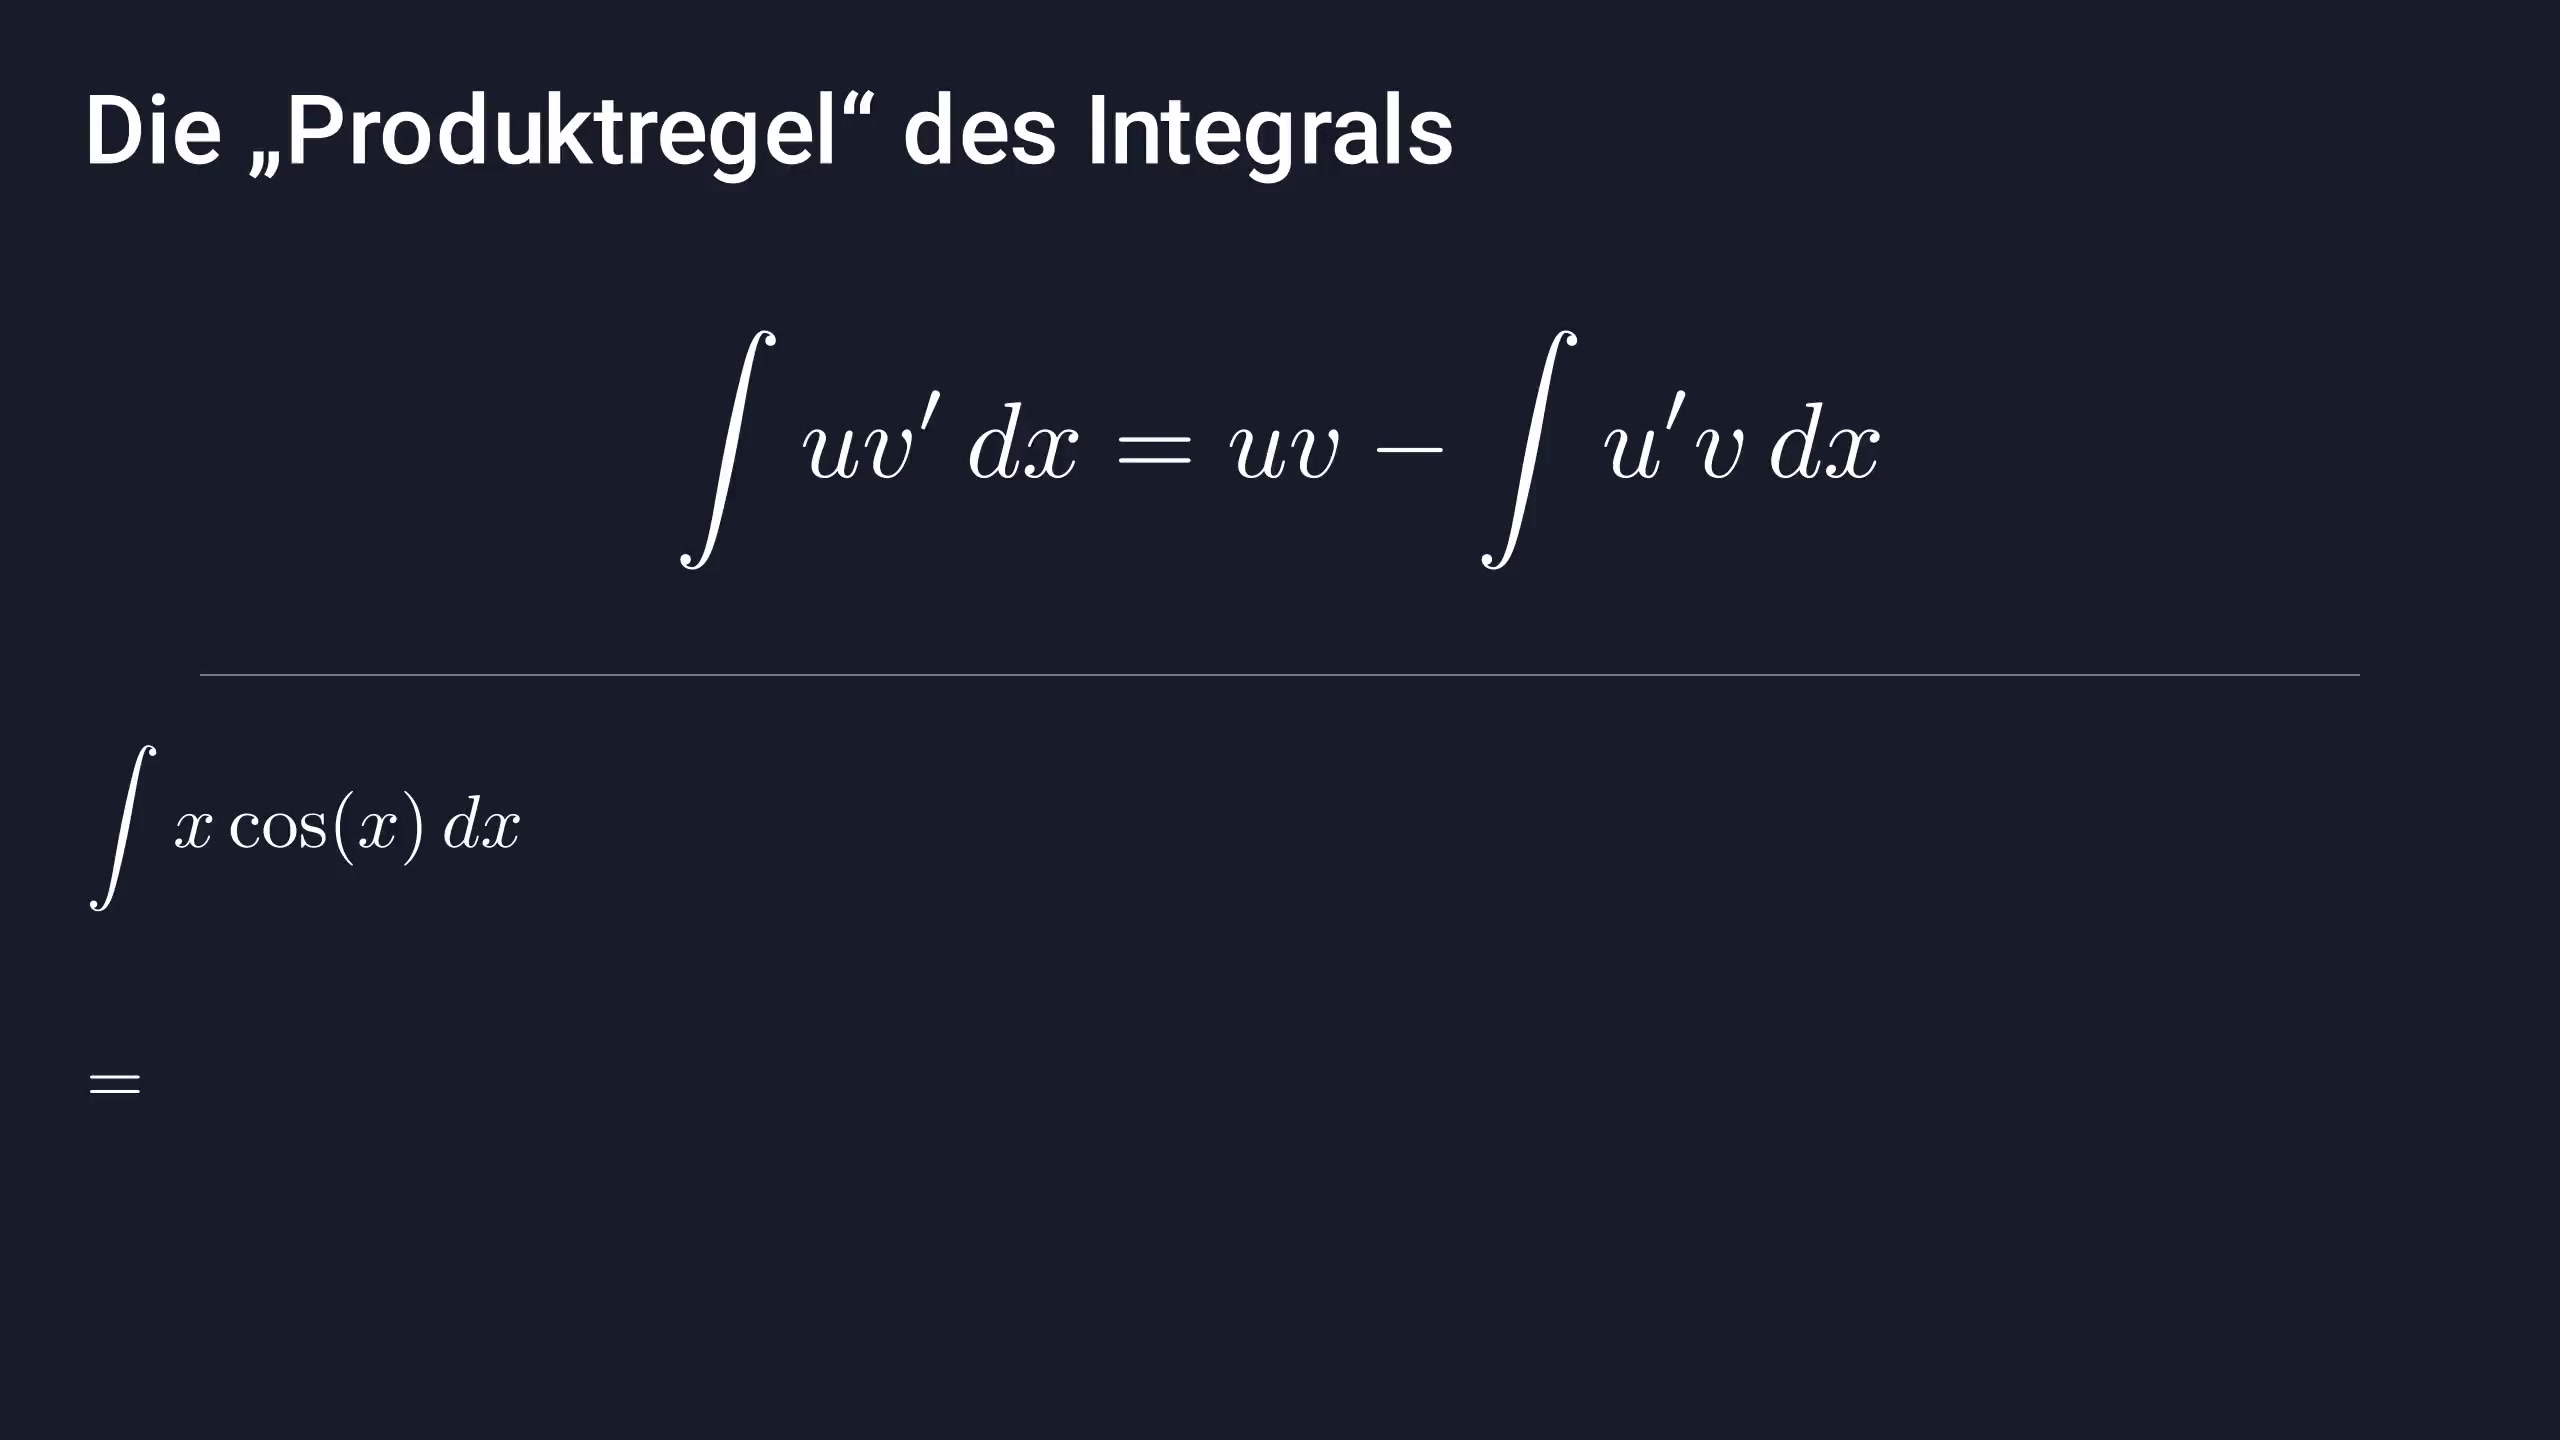 Die „Produktregel“ des Integrals
∫ uv′ dx = uv − ∫ u′v dx
∫ x cos(x) dx
=